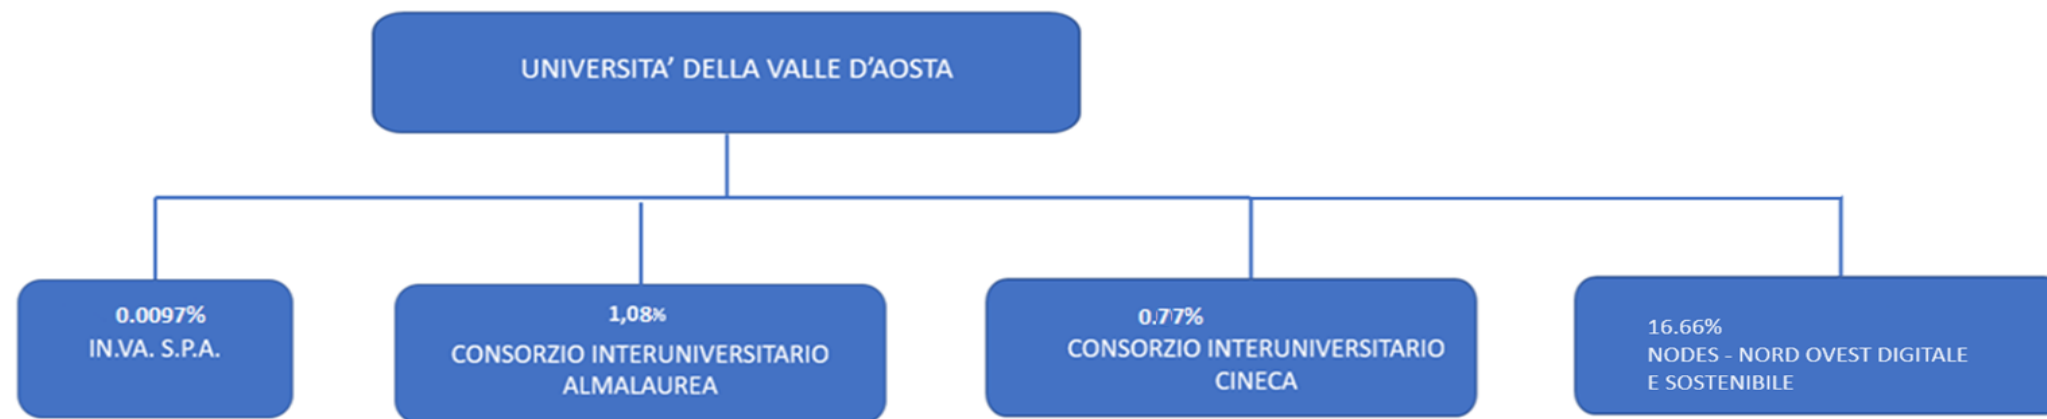 UNIVERSITA’ DELLA VALLE D’AOSTA
0.0097%
IN.VA. S.P.A.
1,08%
CONSORZIO INTERUNIVERSITARIO
ALMALAUREA
0.77%
CONSORZIO INTERUNIVERSITARIO
CINECA
16.66%
NODES - NORD OVEST DIGITALE
E SOSTENIBILE